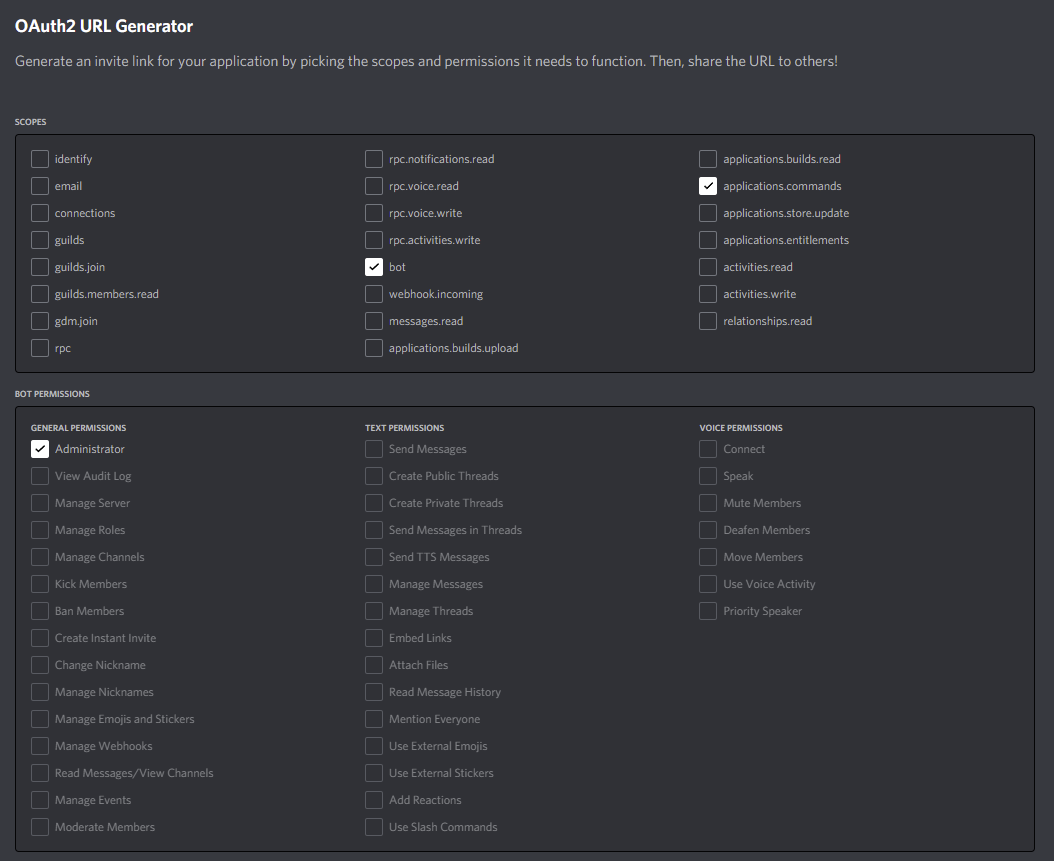 OAuth2 URL Generator
Generate an invite link for your application by picking the scopes and permissions it needs to function. Then, share the URL to others!
SCOPES
identify
email
connections
guilds
guilds.join
guilds.members.read
gdm.join
rpc
rpc.notifications.read
rpc.voice.read
rpc.voice.write
rpc.activities.write
bot
webhook.incoming
messages.read
applications.builds.upload
applications.builds.read
applications.commands
applications.store.update
applications.entitlements
activities.read
activities.write
relationships.read
BOT PERMISSIONS
GENERAL PERMISSIONS
Administrator
View Audit Log
Manage Server
Manage Roles
Manage Channels
Kick Members
Ban Members
Create Instant Invite
Change Nickname
Manage Nicknames
Manage Emojis and Stickers
Manage Webhooks
Read Messages/View Channels
Manage Events
Moderate Members
TEXT PERMISSIONS
Send Messages
Create Public Threads
Create Private Threads
Send Messages in Threads
Send TTS Messages
Manage Messages
Manage Threads
Embed Links
Attach Files
Read Message History
Mention Everyone
Use External Emojis
Use External Stickers
Add Reactions
Use Slash Commands
VOICE PERMISSIONS
Connect
Speak
Mute Members
Deafen Members
Move Members
Use Voice Activity
Priority Speaker